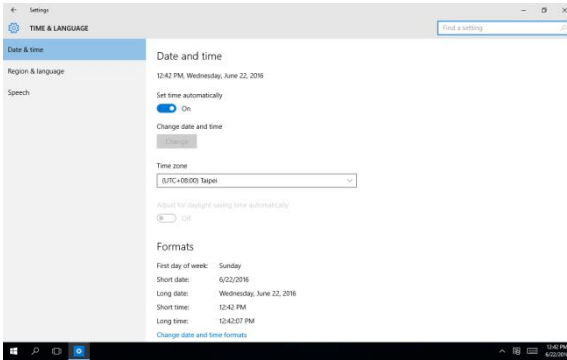 Settings
TIME & LANGUAGE
Find a setting
Date & time
Region & language
Speech
Date and time
12:42 PM, Wednesday, June 22, 2016
Set time automatically
On
Change date and time
Change
Time zone
(UTC+08:00) Taipei
Adjust for daylight saving time automatically
Off
Formats
First day of week: Sunday
Short date: 6/22/2016
Long date: Wednesday, June 22, 2016
Short time: 12:42 PM
Long time: 12:42:07 PM
Change date and time formats
12:42 PM
6/22/2016